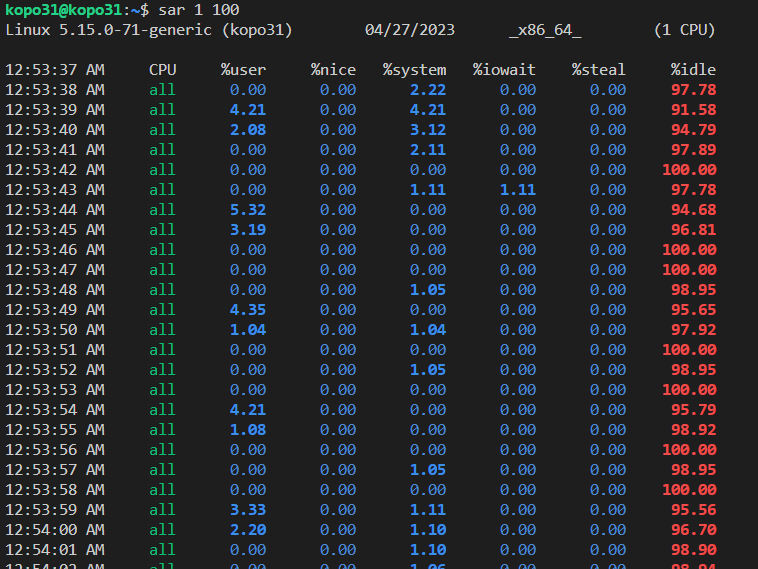 kopo31@kopo31:~$ sar 1 100
Linux 5.15.0-71-generic (kopo31) 04/27/2023 _x86_64_ (1 CPU)
12:53:37 AM CPU %user %nice %system %iowait %steal %idle
12:53:38 AM all 0.00 0.00 2.22 0.00 0.00 97.78
12:53:39 AM all 4.21 0.00 4.21 0.00 0.00 91.58
12:53:40 AM all 2.08 0.00 3.12 0.00 0.00 94.79
12:53:41 AM all 0.00 0.00 2.11 0.00 0.00 97.89
12:53:42 AM all 0.00 0.00 0.00 0.00 0.00 100.00
12:53:43 AM all 0.00 0.00 1.11 1.11 0.00 97.78
12:53:44 AM all 5.32 0.00 0.00 0.00 0.00 94.68
12:53:45 AM all 3.19 0.00 0.00 0.00 0.00 96.81
12:53:46 AM all 0.00 0.00 0.00 0.00 0.00 100.00
12:53:47 AM all 0.00 0.00 0.00 0.00 0.00 100.00
12:53:48 AM all 0.00 0.00 1.05 0.00 0.00 98.95
12:53:49 AM all 4.35 0.00 0.00 0.00 0.00 95.65
12:53:50 AM all 1.04 0.00 1.04 0.00 0.00 97.92
12:53:51 AM all 0.00 0.00 0.00 0.00 0.00 100.00
12:53:52 AM all 0.00 0.00 1.05 0.00 0.00 98.95
12:53:53 AM all 0.00 0.00 0.00 0.00 0.00 100.00
12:53:54 AM all 4.21 0.00 0.00 0.00 0.00 95.79
12:53:55 AM all 1.08 0.00 0.00 0.00 0.00 98.92
12:53:56 AM all 0.00 0.00 0.00 0.00 0.00 100.00
12:53:57 AM all 0.00 0.00 1.05 0.00 0.00 98.95
12:53:58 AM all 0.00 0.00 0.00 0.00 0.00 100.00
12:53:59 AM all 3.33 0.00 1.11 0.00 0.00 95.56
12:54:00 AM all 2.20 0.00 1.10 0.00 0.00 96.70
12:54:01 AM all 0.00 0.00 1.10 0.00 0.00 98.90
12:54:02 AM all 0.00 0.00 1.06 0.00 0.00 98.94